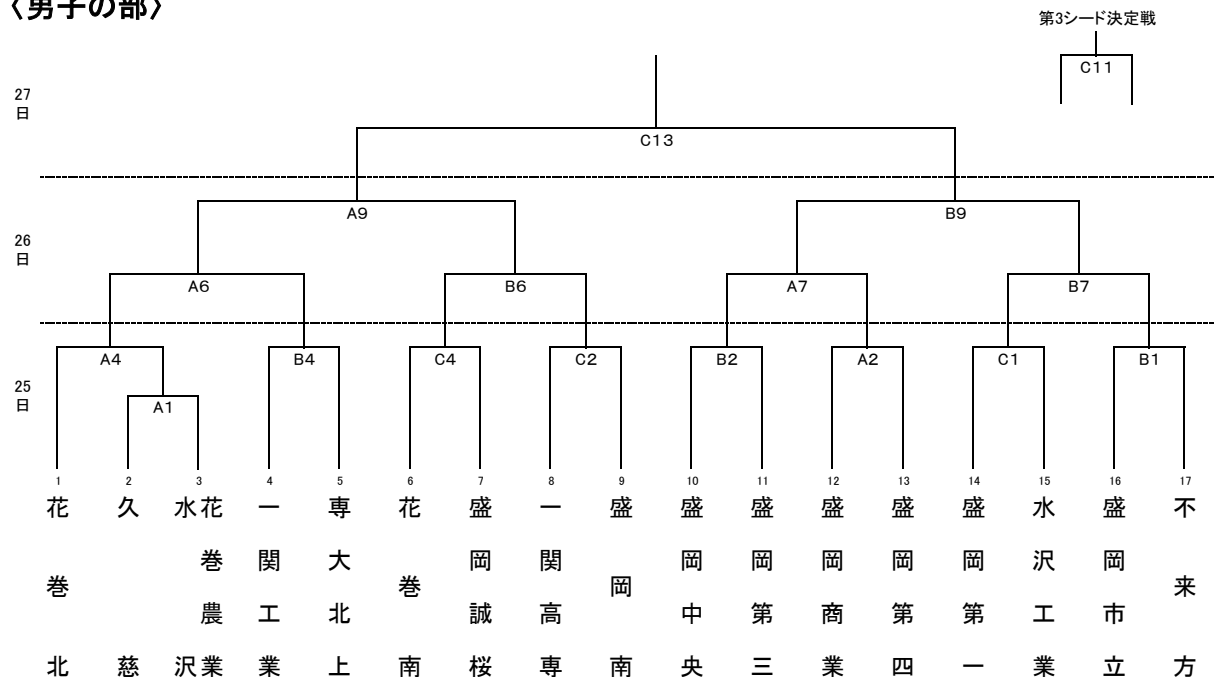 〈男子の部〉
第3シード決定戦
C11
27日
C13
A9
B9
26日
A6
B6
A7
B7
A4
B4
C4
C2
B2
A2
C1
B1
25日
A1
1
2
3
4
5
6
7
8
9
10
11
12
13
14
15
16
17
花巻北
久慈
水沢
花巻農業
一関工業
専大北上
花巻南
盛岡誠桜
一関高専
盛岡南
盛岡中央
盛岡第三
盛岡商業
盛岡第四
盛岡第一
水沢工業
盛岡市立
不来方